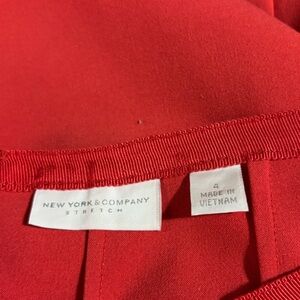 NEW YORK & COMPANY
STRETCH
4
MADE IN
VIETNAM